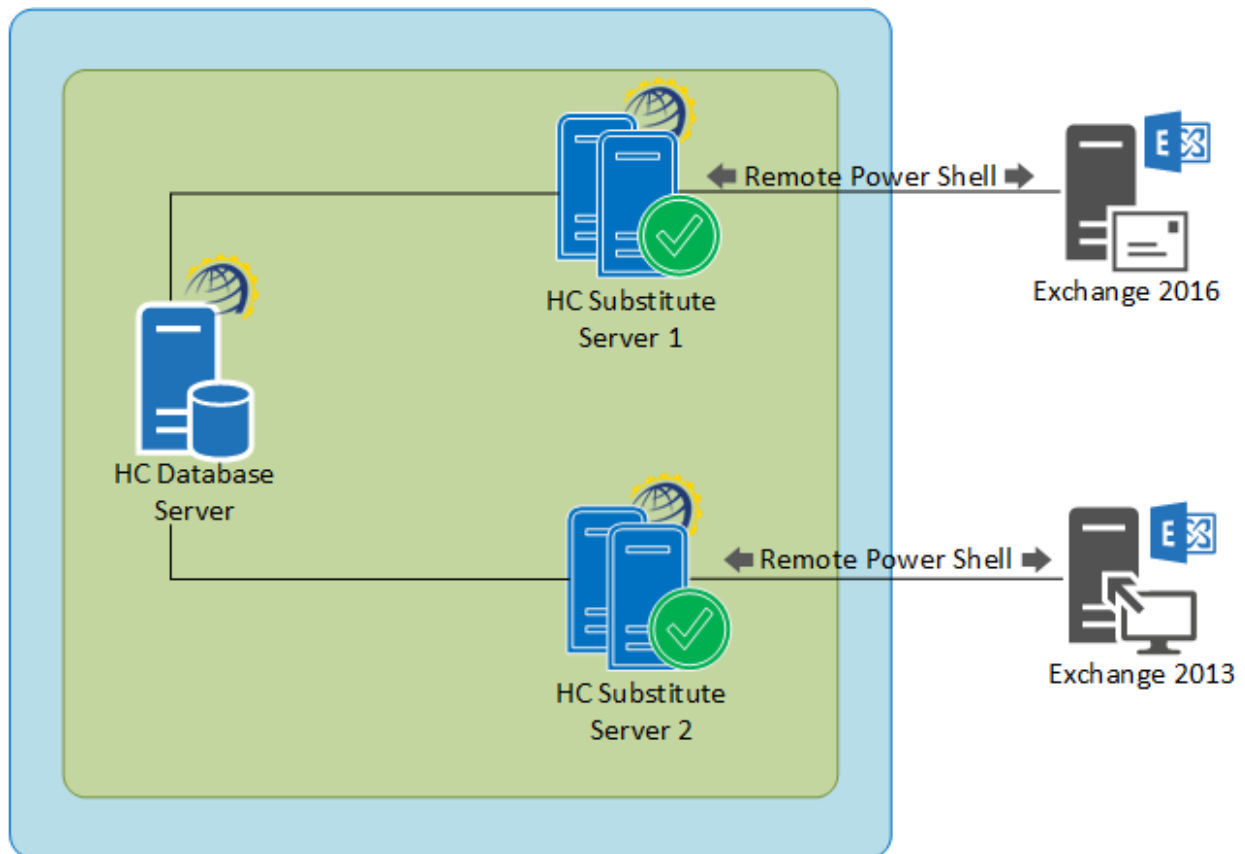 Remote Power Shell
HC Substitute
Server 1
E
Exchange 2016
HC Database
Server
Remote Power Shell
HC Substitute
Server 2
E
Exchange 2013